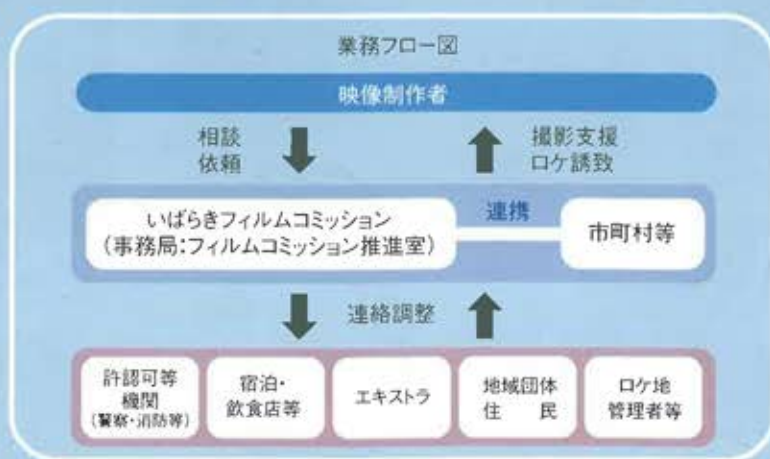 業務フロー図
映像制作者
相談
依頼
撮影支援
ロケ誘致
いばらきフィルムコミッション
(事務局:フィルムコミッション推進室)
連携
市町村等
連絡調整
許認可等
機関
(警察・消防等)
宿泊・
飲食店等
エキストラ
地域団体
住　民
ロケ地
管理者等